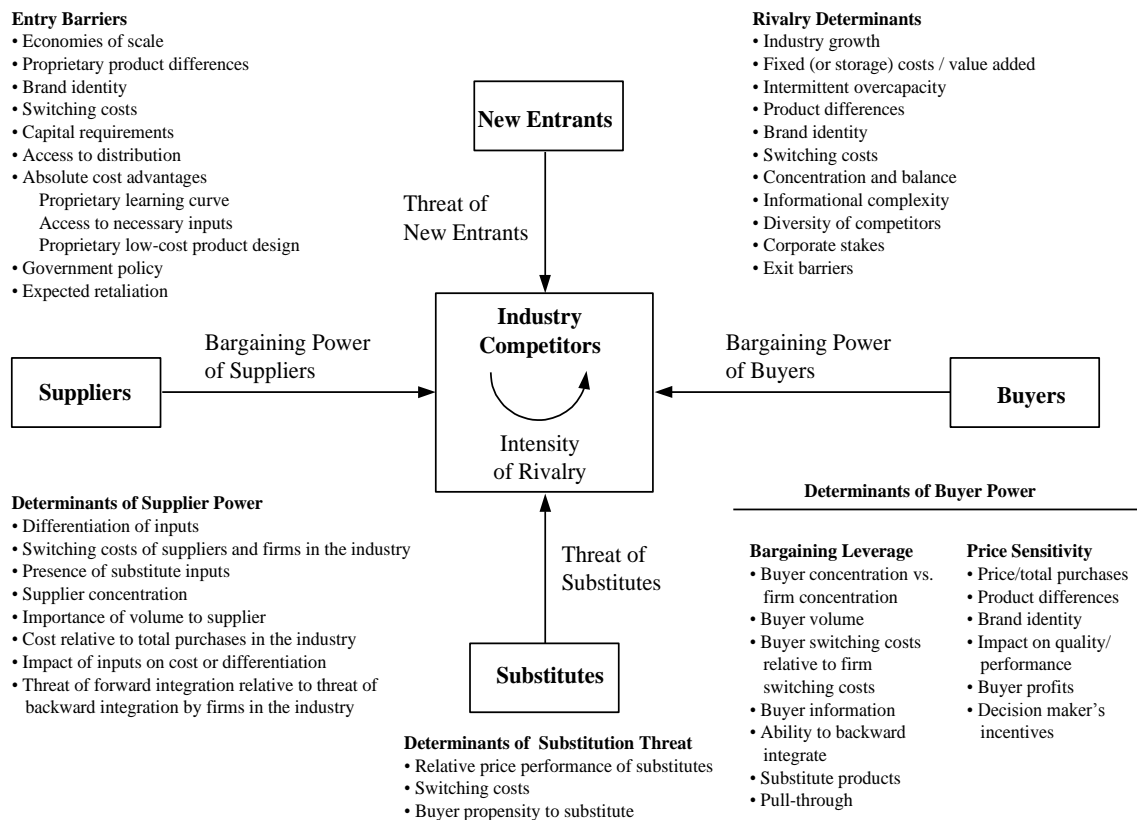 Entry Barriers
• Economies of scale
• Proprietary product differences
• Brand identity
• Switching costs
• Capital requirements
• Access to distribution
• Absolute cost advantages
Proprietary learning curve
Access to necessary inputs
Proprietary low-cost product design
• Government policy
• Expected retaliation
New Entrants
Threat of
New Entrants
Rivalry Determinants
• Industry growth
• Fixed (or storage) costs / value added
• Intermittent overcapacity
• Product differences
• Brand identity
• Switching costs
• Concentration and balance
• Informational complexity
• Diversity of competitors
• Corporate stakes
• Exit barriers
Suppliers
Bargaining Power
of Suppliers
Industry
Competitors
Intensity
of Rivalry
Bargaining Power
of Buyers
Buyers
Determinants of Supplier Power
• Differentiation of inputs
• Switching costs of suppliers and firms in the industry
• Presence of substitute inputs
• Supplier concentration
• Importance of volume to supplier
• Cost relative to total purchases in the industry
• Impact of inputs on cost or differentiation
• Threat of forward integration relative to threat of
backward integration by firms in the industry
Threat of
Substitutes
Substitutes
Determinants of Substitution Threat
• Relative price performance of substitutes
• Switching costs
• Buyer propensity to substitute
Determinants of Buyer Power
Bargaining Leverage
• Buyer concentration vs.
firm concentration
• Buyer volume
• Buyer switching costs
relative to firm
switching costs
• Buyer information
• Ability to backward
integrate
• Substitute products
• Pull-through
Price Sensitivity
• Price/total purchases
• Product differences
• Brand identity
• Impact on quality/
performance
• Buyer profits
• Decision maker's
incentives